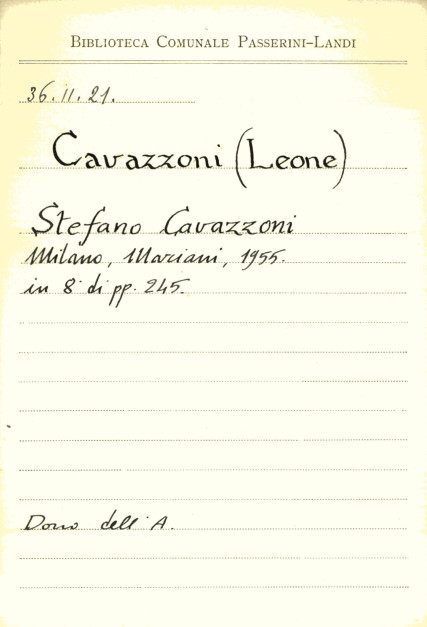 BIBLIOTECA COMUNALE PASSERINI-LANDI
36.II.21.
Cavazzoni (Leone)
Stefano Cavazzoni
Milano, Mariani, 1955.
in 8° di pp. 245.
Dono dell'A.